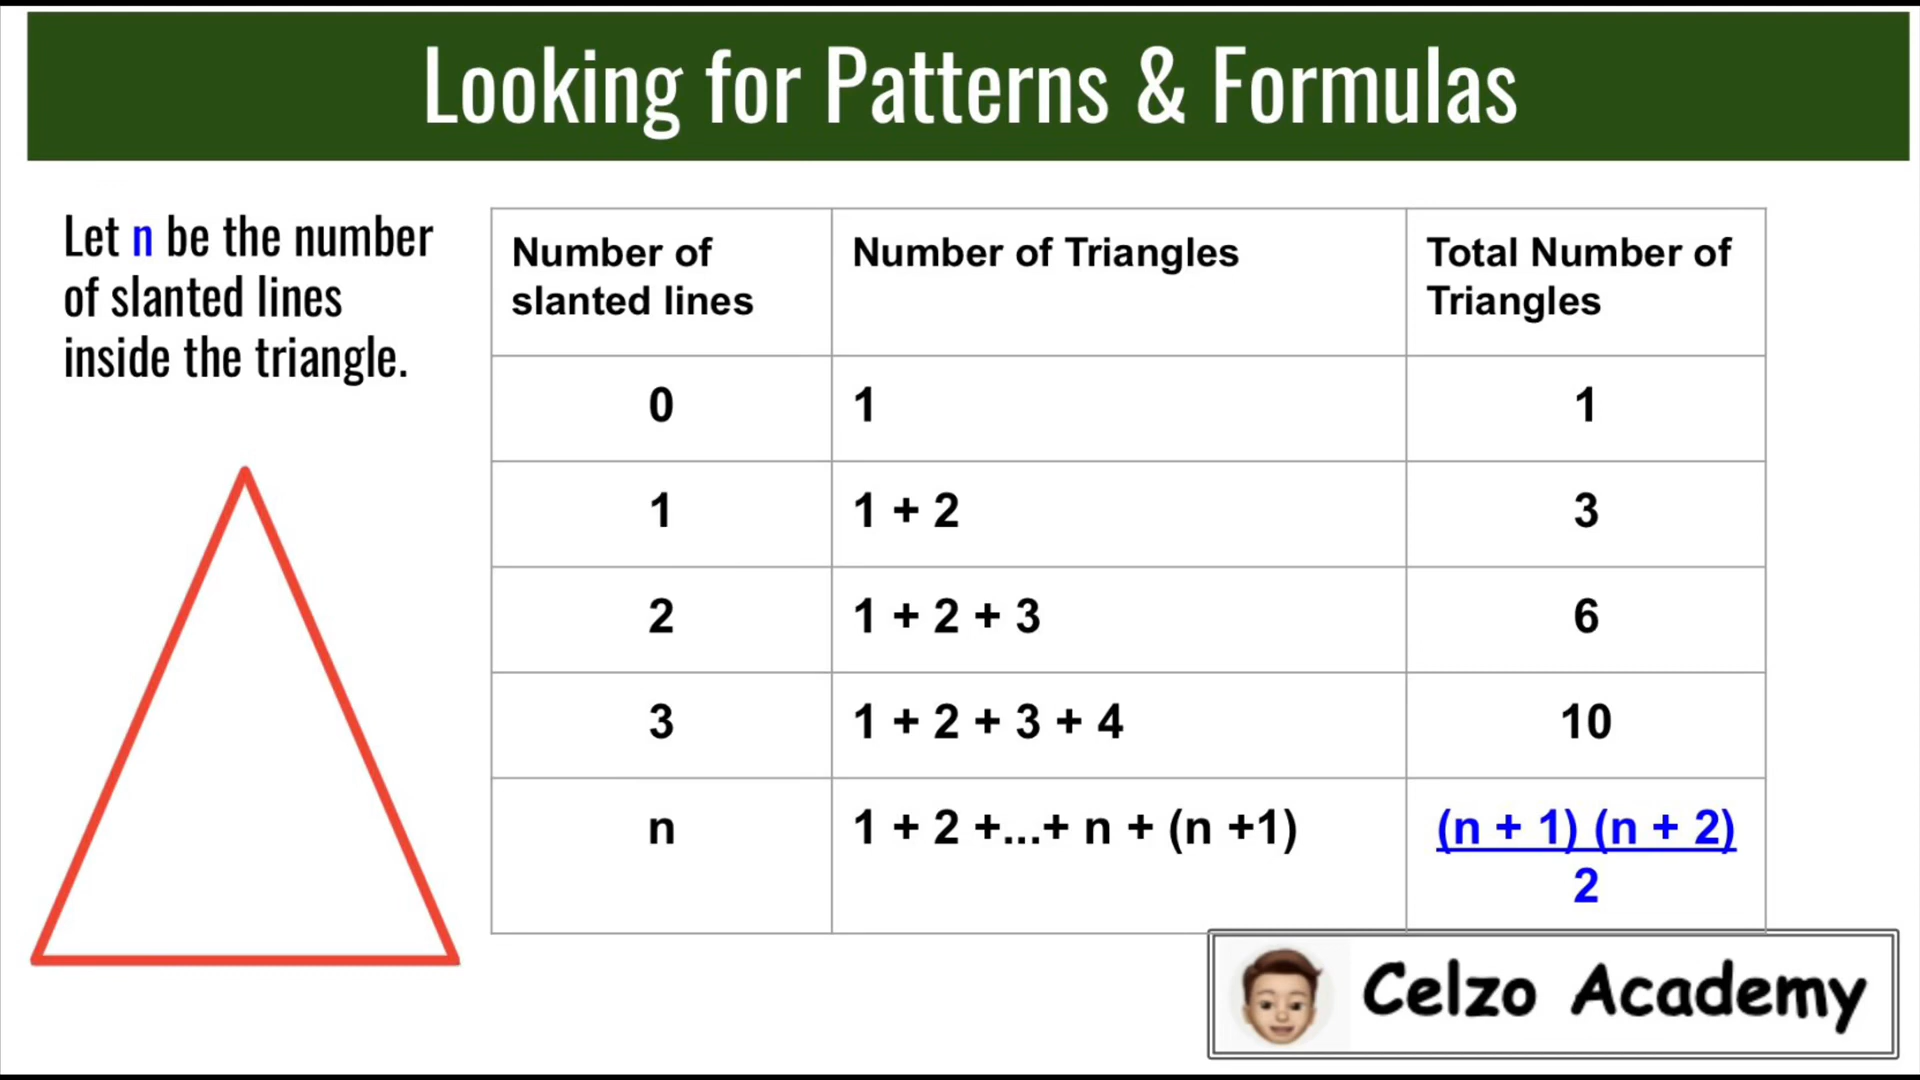 Looking for Patterns & Formulas
Let n be the number
of slanted lines
inside the triangle.
Number of slanted lines | Number of Triangles | Total Number of Triangles
0 | 1 | 1
1 | 1 + 2 | 3
2 | 1 + 2 + 3 | 6
3 | 1 + 2 + 3 + 4 | 10
n | 1 + 2 +...+ n + (n +1) | (n + 1) (n + 2)
2
Celzo Academy